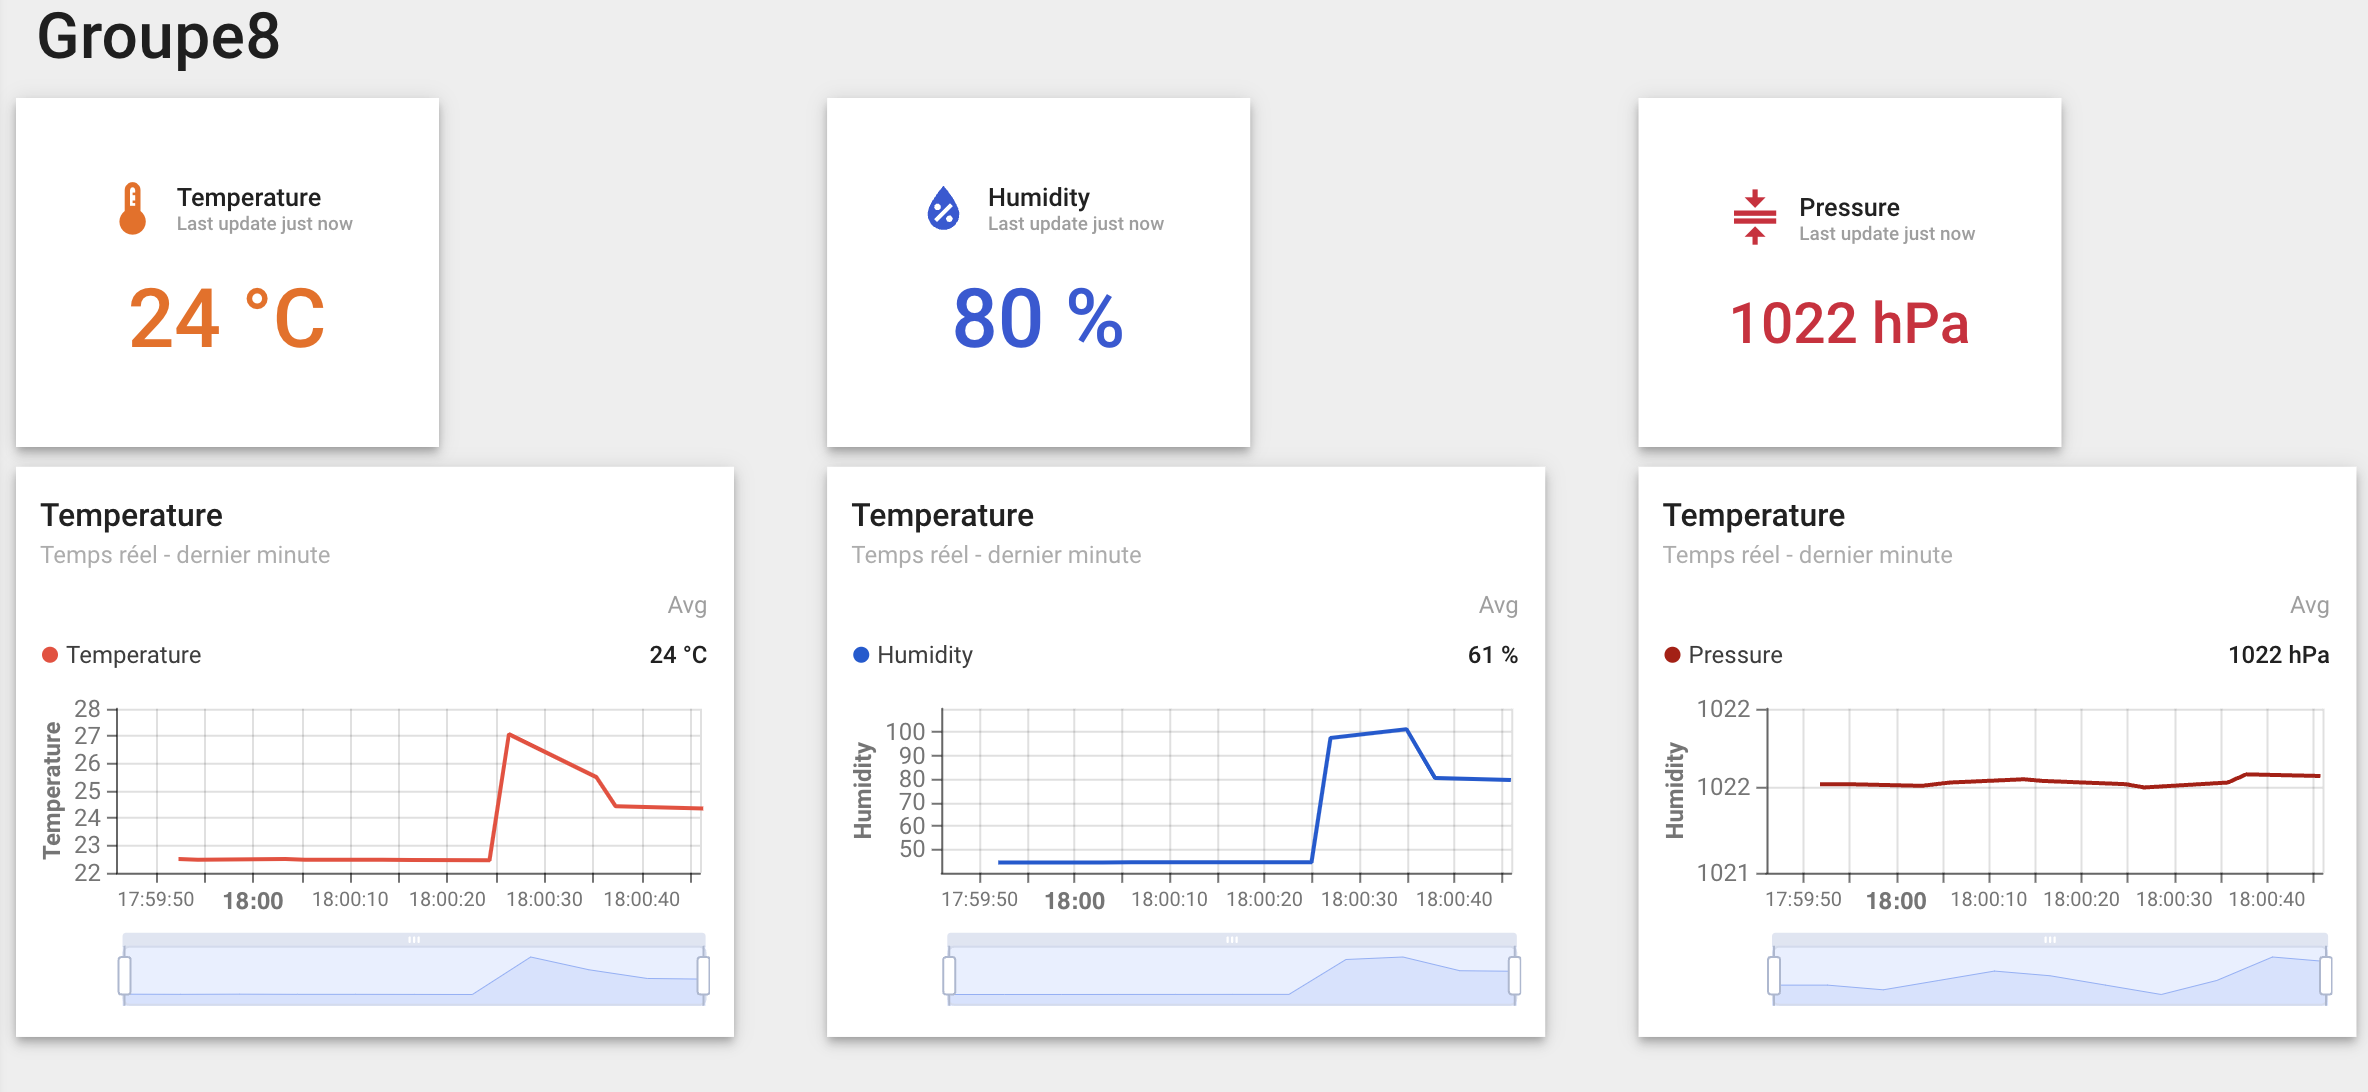 Groupe8
Temperature
Last update just now
24 °C
Humidity
Last update just now
80 %
Pressure
Last update just now
1022 hPa
Temperature
Temps réel - dernier minute
Avg
Temperature 24 °C
Temperature
28
27
26
25
24
23
22
17:59:50 18:00 18:00:10 18:00:20 18:00:30 18:00:40
Temperature
Temps réel - dernier minute
Avg
Humidity 61 %
Humidity
100
90
80
70
60
50
17:59:50 18:00 18:00:10 18:00:20 18:00:30 18:00:40
Temperature
Temps réel - dernier minute
Avg
Pressure 1022 hPa
Humidity
1022
1022
1021
17:59:50 18:00 18:00:10 18:00:20 18:00:30 18:00:40